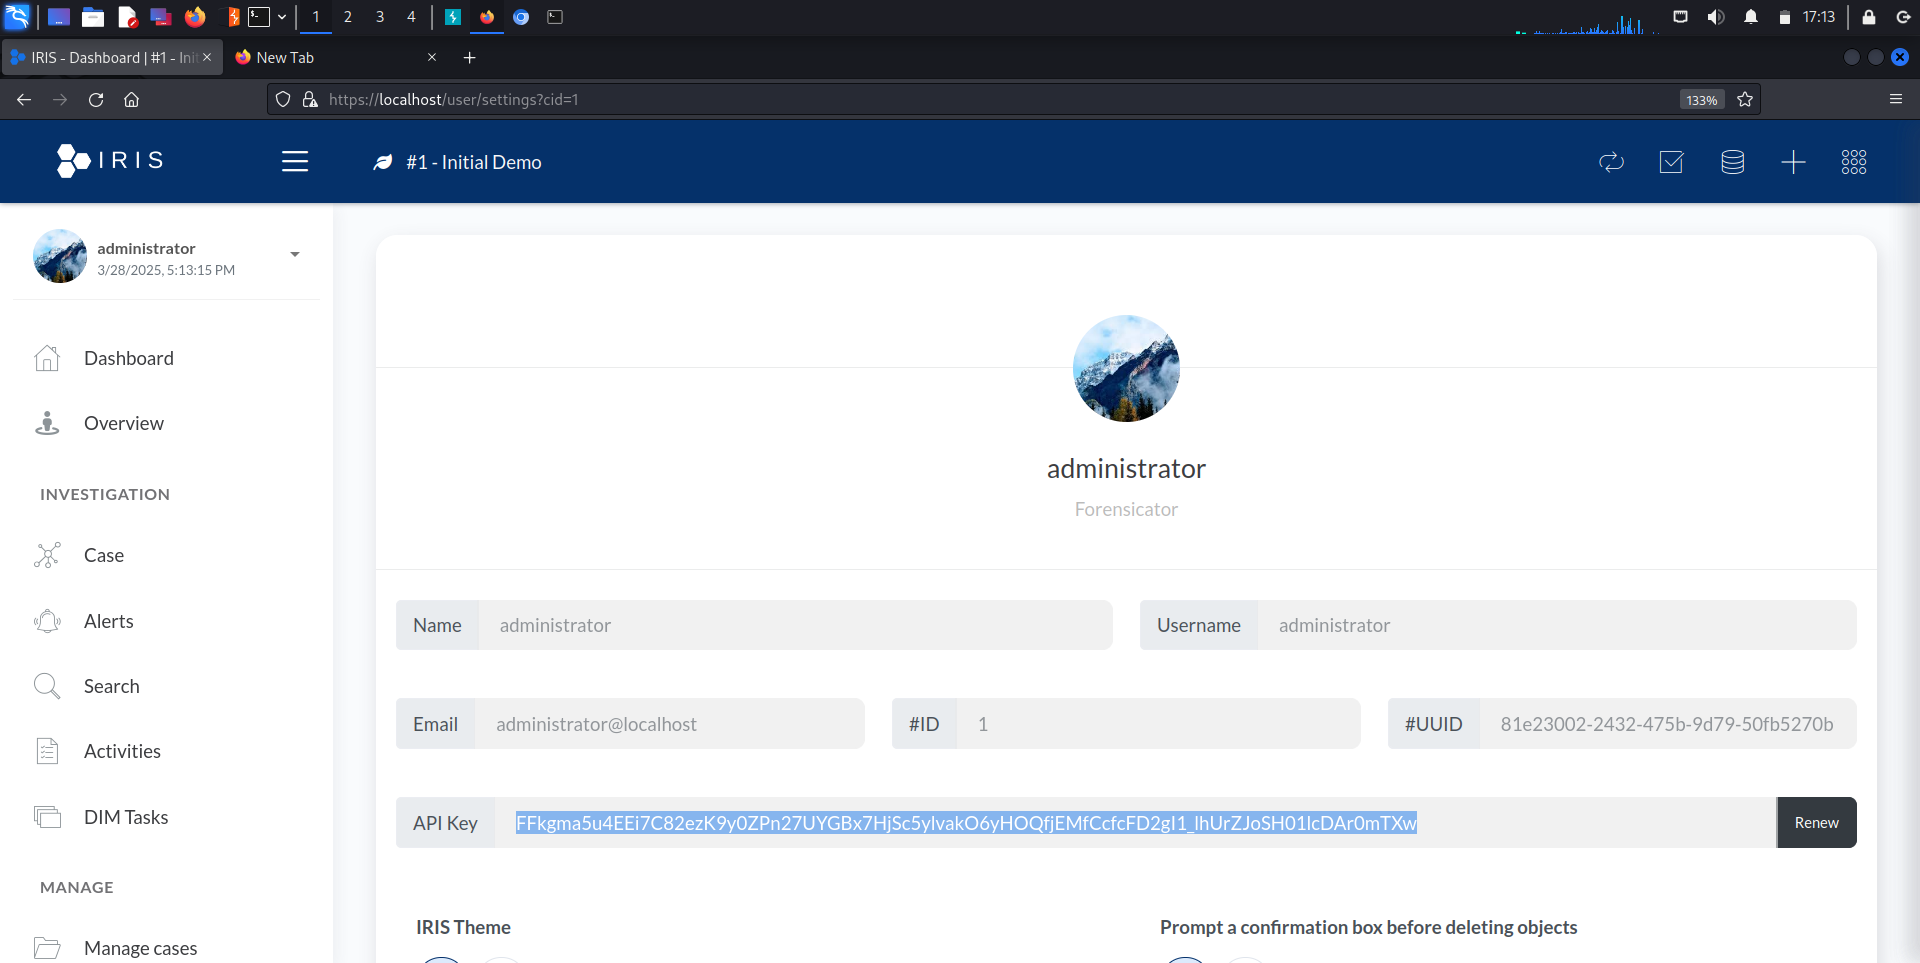 1 2 3 4 17:13
IRIS - Dashboard | #1 - Ini
New Tab
https://localhost/user/settings?cid=1
133%
IRIS
#1 - Initial Demo
administrator
3/28/2025, 5:13:15 PM
Dashboard
Overview
INVESTIGATION
Case
Alerts
Search
Activities
DIM Tasks
MANAGE
Manage cases
administrator
Forensicator
Name administrator
Username administrator
Email administrator@localhost
#ID 1
#UUID 81e23002-2432-475b-9d79-50fb5270b
API Key
Renew
IRIS Theme
Prompt a confirmation box before deleting objects